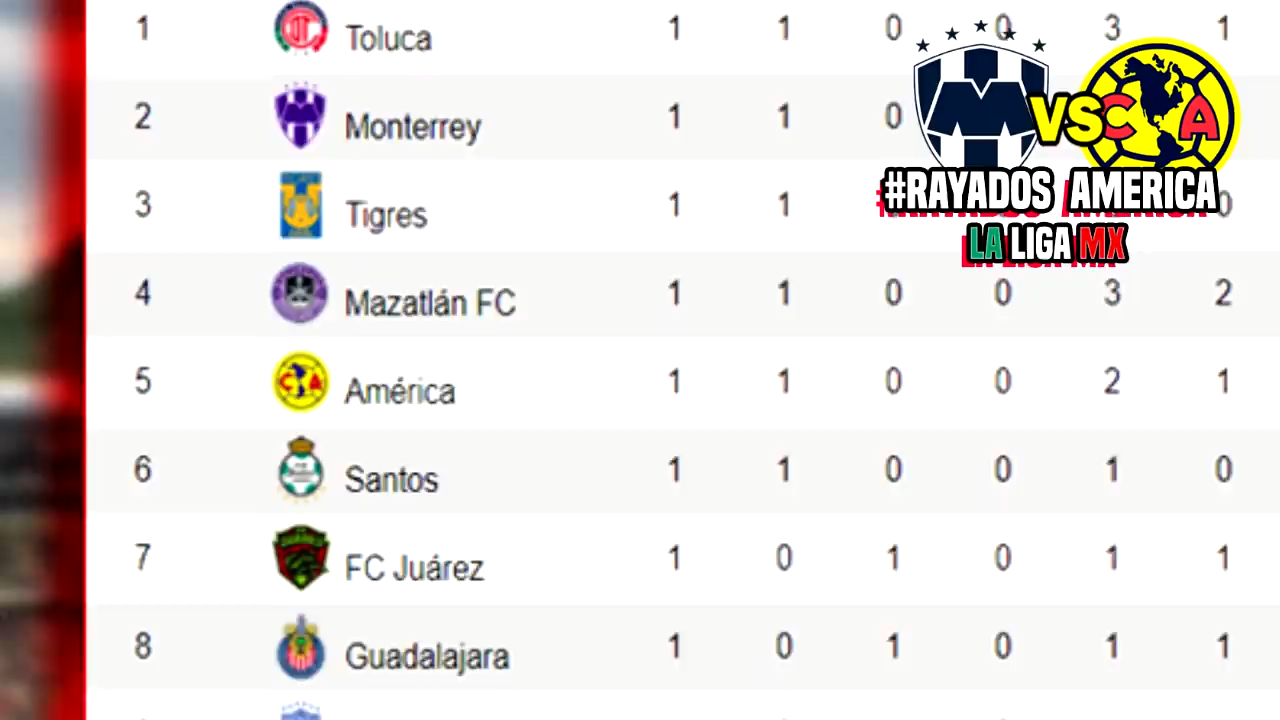 1 Toluca 1 1 0 0 3 1
2 Monterrey 1 1 0
3 Tigres 1 1 0
4 Mazatlán FC 1 1 0 0 3 2
5 América 1 1 0 0 2 1
6 Santos 1 1 0 0 1 0
7 FC Juárez 1 0 1 0 1 1
8 Guadalajara 1 0 1 0 1 1
M VS C A
#RAYADOS AMERICA
LA LIGA MX